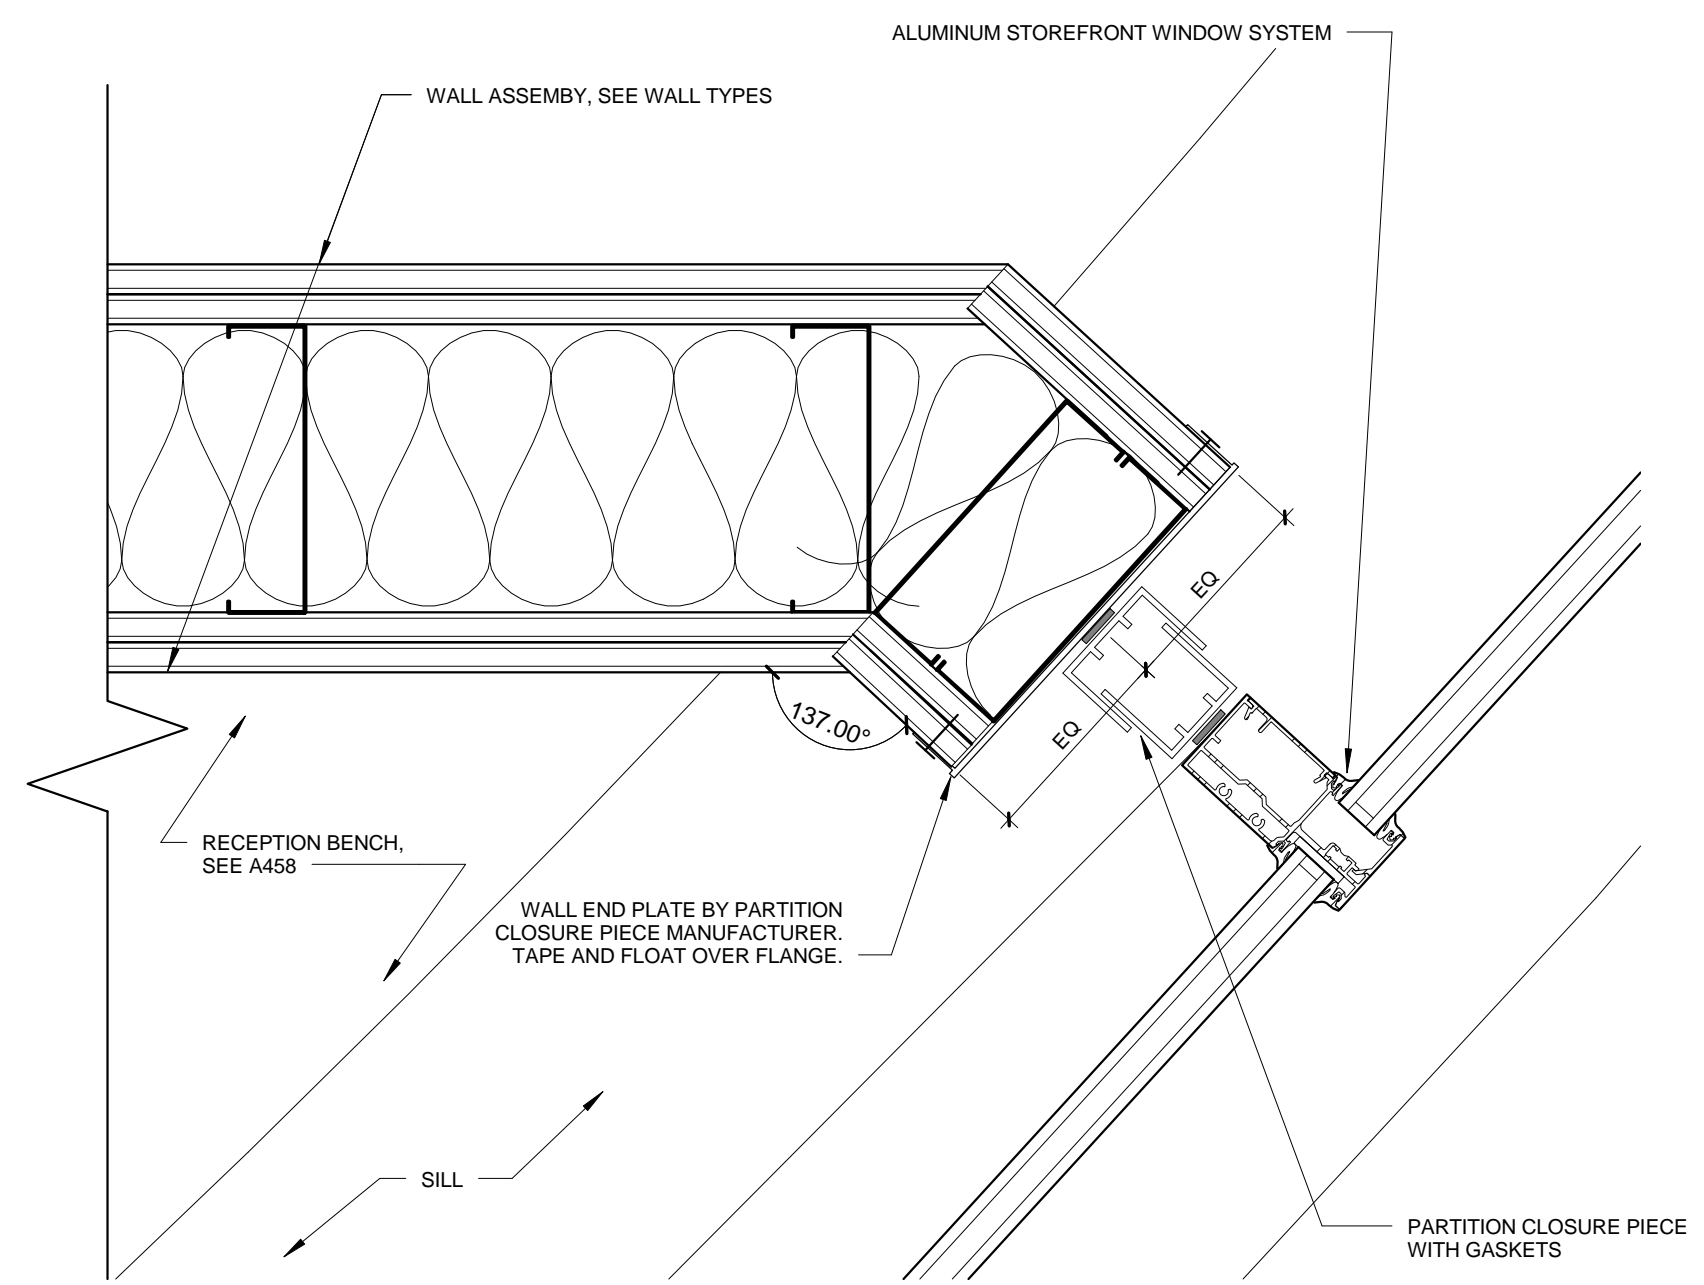 ALUMINUM STOREFRONT WINDOW SYSTEM
WALL ASSEMBY, SEE WALL TYPES
EQ
EQ
137.00°
RECEPTION BENCH,
SEE A458
WALL END PLATE BY PARTITION
CLOSURE PIECE MANUFACTURER.
TAPE AND FLOAT OVER FLANGE.
SILL
PARTITION CLOSURE PIECE
WITH GASKETS